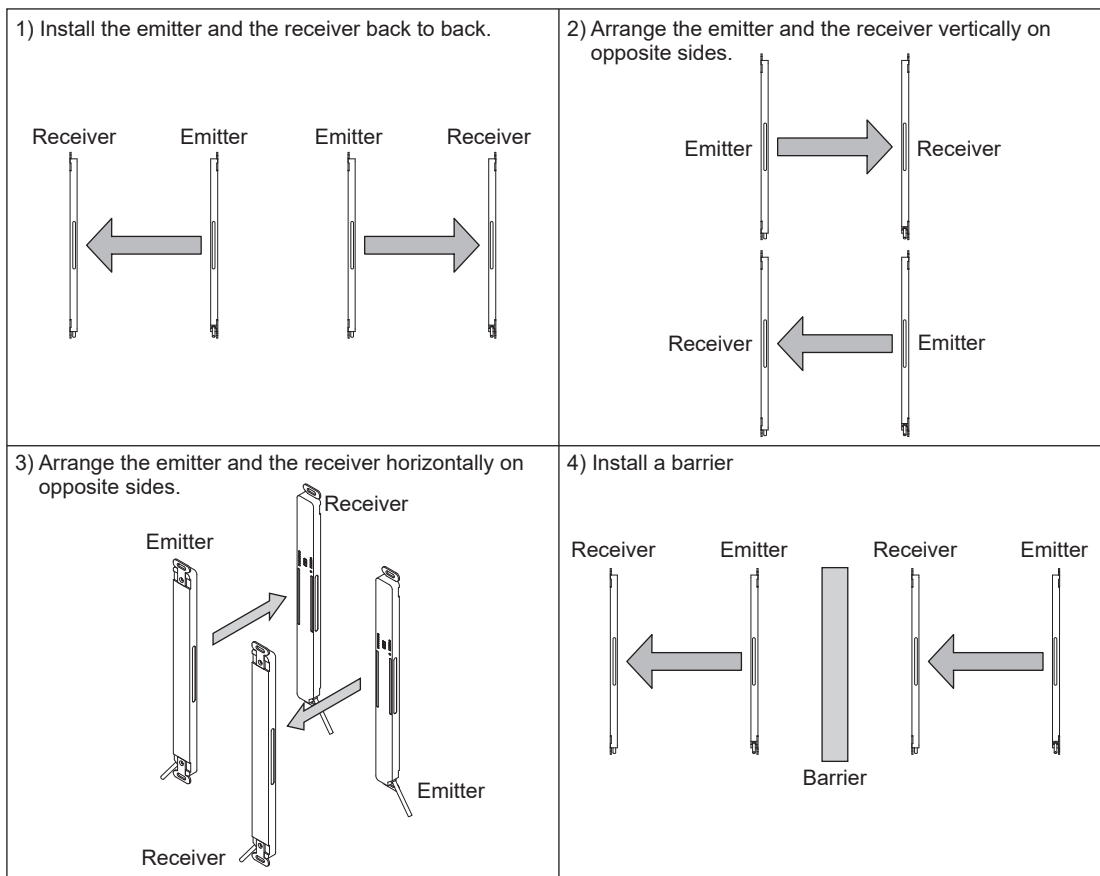 1) Install the emitter and the receiver back to back.
Receiver Emitter Emitter Receiver
2) Arrange the emitter and the receiver vertically on
opposite sides.
Emitter Receiver
Receiver Emitter
3) Arrange the emitter and the receiver horizontally on
opposite sides.
Receiver
Emitter
Emitter
Receiver
4) Install a barrier
Receiver Emitter Receiver Emitter
Barrier